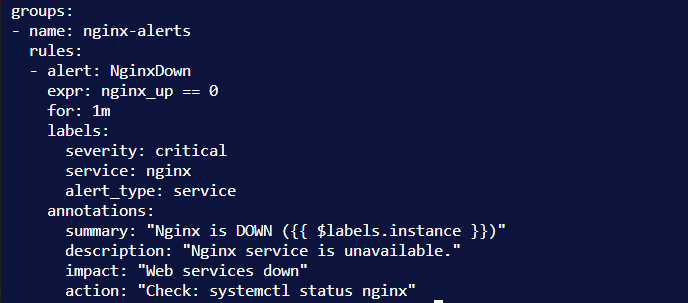 groups:
- name: nginx-alerts
  rules:
  - alert: NginxDown
    expr: nginx_up == 0
    for: 1m
    labels:
      severity: critical
      service: nginx
      alert_type: service
    annotations:
      summary: "Nginx is DOWN ({{ $labels.instance }})"
      description: "Nginx service is unavailable."
      impact: "Web services down"
      action: "Check: systemctl status nginx"